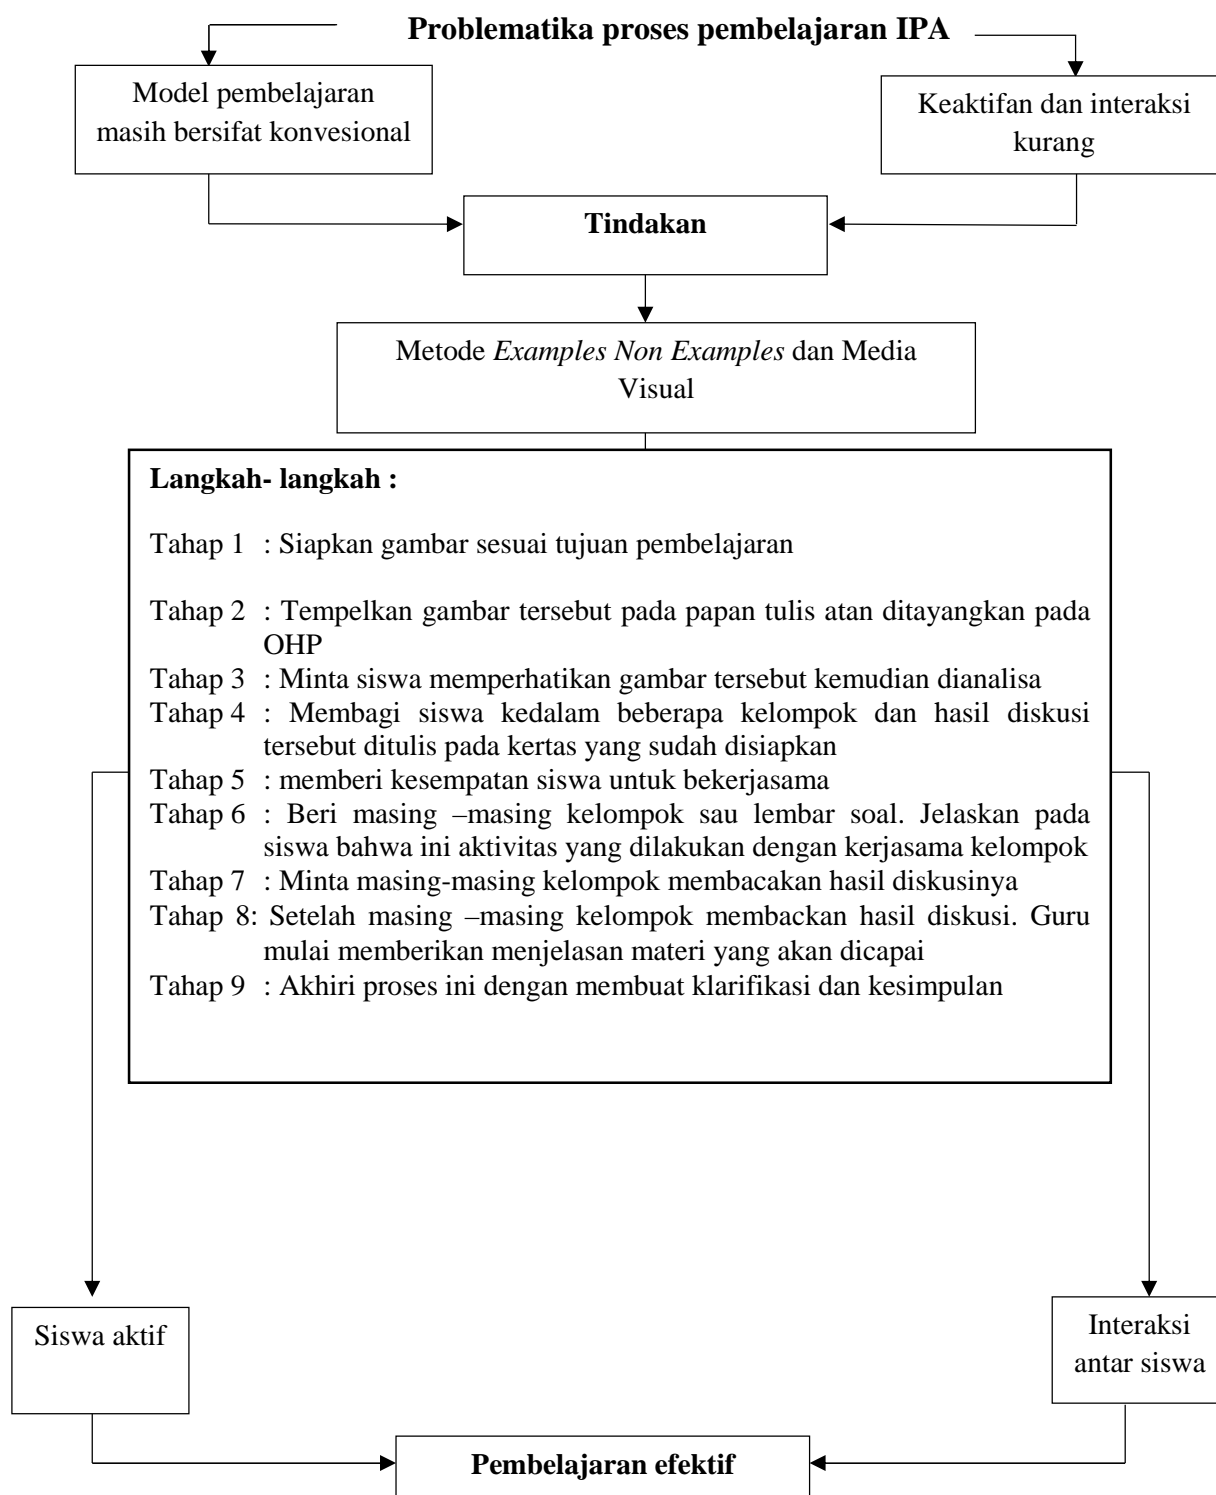 Problematika proses pembelajaran IPA
Model pembelajaran
masih bersifat konvesional
Keaktifan dan interaksi
kurang
Tindakan
Metode Examples Non Examples dan Media
Visual
Langkah- langkah :
Tahap 1 : Siapkan gambar sesuai tujuan pembelajaran
Tahap 2 : Tempelkan gambar tersebut pada papan tulis atan ditayangkan pada
OHP
Tahap 3 : Minta siswa memperhatikan gambar tersebut kemudian dianalisa
Tahap 4 : Membagi siswa kedalam beberapa kelompok dan hasil diskusi
tersebut ditulis pada kertas yang sudah disiapkan
Tahap 5 : memberi kesempatan siswa untuk bekerjasama
Tahap 6 : Beri masing –masing kelompok sau lembar soal. Jelaskan pada
siswa bahwa ini aktivitas yang dilakukan dengan kerjasama kelompok
Tahap 7 : Minta masing-masing kelompok membacakan hasil diskusinya
Tahap 8: Setelah masing –masing kelompok membackan hasil diskusi. Guru
mulai memberikan menjelasan materi yang akan dicapai
Tahap 9 : Akhiri proses ini dengan membuat klarifikasi dan kesimpulan
Siswa aktif
Interaksi
antar siswa
Pembelajaran efektif